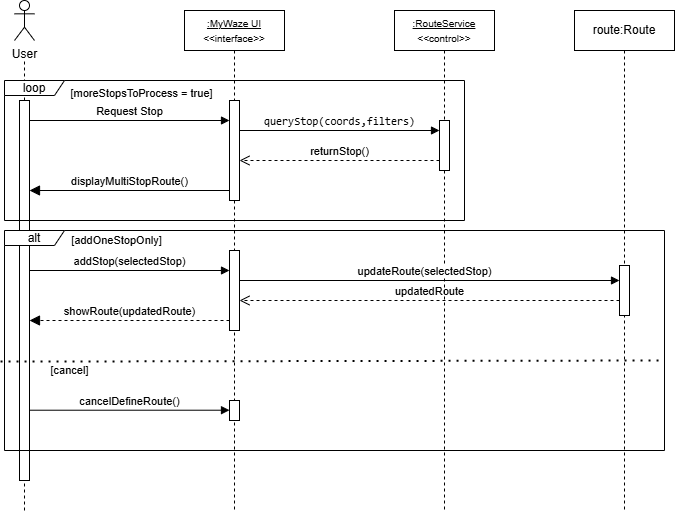 :MyWaze UI
<<interface>>
:RouteService
<<control>>
route:Route
User
loop
[moreStopsToProcess = true]
Request Stop
queryStop(coords,filters)
returnStop()
displayMultiStopRoute()
alt
[addOneStopOnly]
addStop(selectedStop)
updateRoute(selectedStop)
updatedRoute
showRoute(updatedRoute)
[cancel]
cancelDefineRoute()